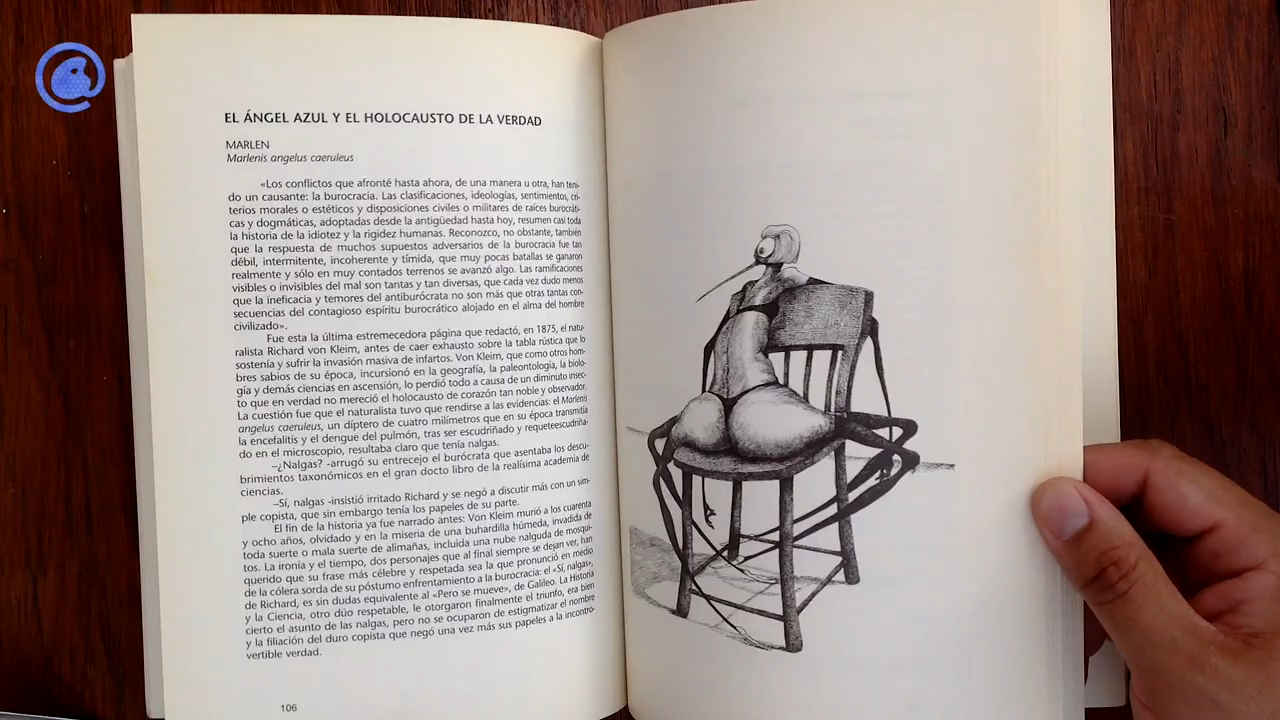 EL ÁNGEL AZUL Y EL HOLOCAUSTO DE LA VERDAD
MARLEN
Marlenis angelus caeruleus
«Los conflictos que afronté hasta ahora, de una manera u otra, han teni-
do un causante: la burocracia. Las clasificaciones, ideologías, sentimientos, cri-
terios morales o estéticos y disposiciones civiles o militares de raíces burocráti-
cas y dogmáticas, adoptadas desde la antigüedad hasta hoy, resumen casi toda
la historia de la idiotez y la rigidez humanas. Reconozco, no obstante, también
que la respuesta de muchos supuestos adversarios de la burocracia fue tan
débil, intermitente, incoherente y tímida, que muy pocas batallas se ganaron
realmente y sólo en muy contados terrenos se avanzó algo. Las ramificaciones
visibles o invisibles del mal son tantas y tan diversas, que cada vez dudo menos
que la ineficacia y temores del antiburócrata no son más que otras tantas con-
secuencias del contagioso espíritu burocrático alojado en el alma del hombre
civilizado».
Fue esta la última estremecedora página que redactó, en 1875, el natu-
ralista Richard von Kleim, antes de caer exhausto sobre la tabla rústica que lo
sostenía y sufrir la invasión masiva de infartos. Von Kleim, que como otros hom-
bres sabios de su época, incursionó en la geografía, la paleontología, la biolo-
gía y demás ciencias en ascensión, lo perdió todo a causa de un diminuto insec-
to que en verdad no mereció el holocausto de corazón tan noble y observador.
La cuestión fue que el naturalista tuvo que rendirse a las evidencias: el Marlenis
angelus caeruleus, un díptero de cuatro milímetros que en su época transmitía
la encefalitis y el dengue del pulmón, tras ser escudriñado y requeteescudriña-
do en el microscopio, resultaba claro que tenía nalgas.
–¿Nalgas? -arrugó su entrecejo el burócrata que asentaba los descu-
brimientos taxonómicos en el gran docto libro de la realísima academia de
ciencias.
–Sí, nalgas -insistió irritado Richard y se negó a discutir más con un sim-
ple copista, que sin embargo tenía los papeles de su parte.
El fin de la historia ya fue narrado antes: Von Kleim murió a los cuarenta
y ocho años, olvidado y en la miseria de una buhardilla húmeda, invadida de
toda suerte o mala suerte de alimañas, incluida una nube nalguda de mosqui-
tos. La ironía y el tiempo, dos personajes que al final siempre se dejan ver, han
querido que su frase más célebre y respetada sea la que pronunció en medio
de la cólera sorda de su póstumo enfrentamiento a la burocracia: el «Sí, nalgas»,
de Richard, es sin dudas equivalente al «Pero se mueve», de Galileo. La Historia
y la Ciencia, otro dúo respetable, le otorgaron finalmente el triunfo, era bien
cierto el asunto de las nalgas, pero no se ocuparon de estigmatizar el nombre
y la filiación del duro copista que negó una vez más sus papeles a la incontro-
vertible verdad.
106